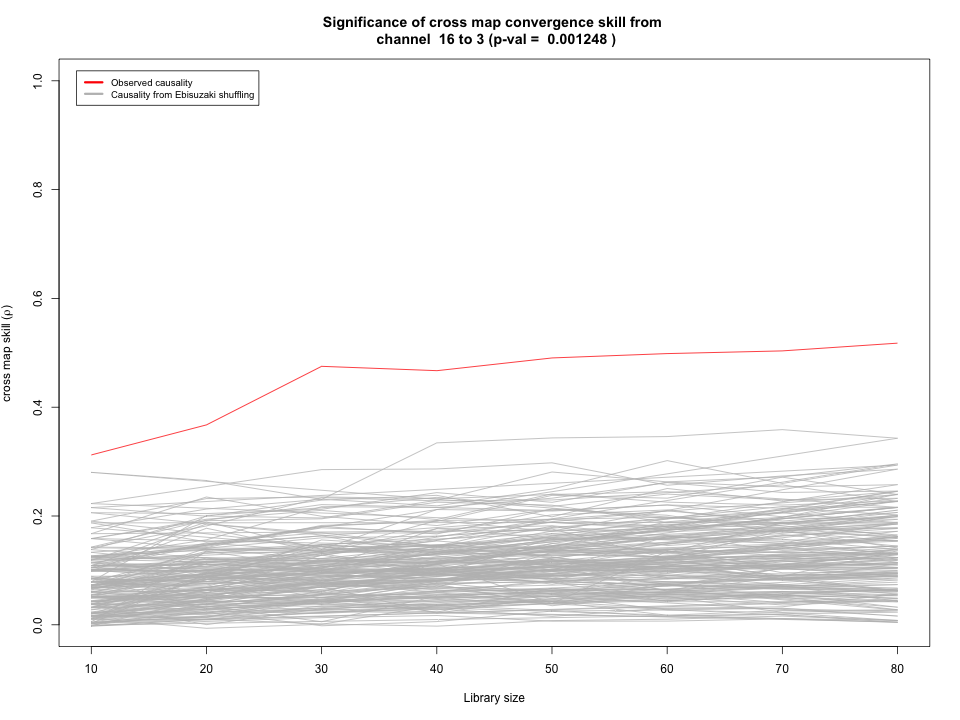 Significance of cross map convergence skill from
channel  16 to 3 (p-val =  0.001248 )
Observed causality
Causality from Ebisuzaki shuffling
cross map skill (ρ)
1.0
0.8
0.6
0.4
0.2
0.0
10 20 30 40 50 60 70 80
Library size